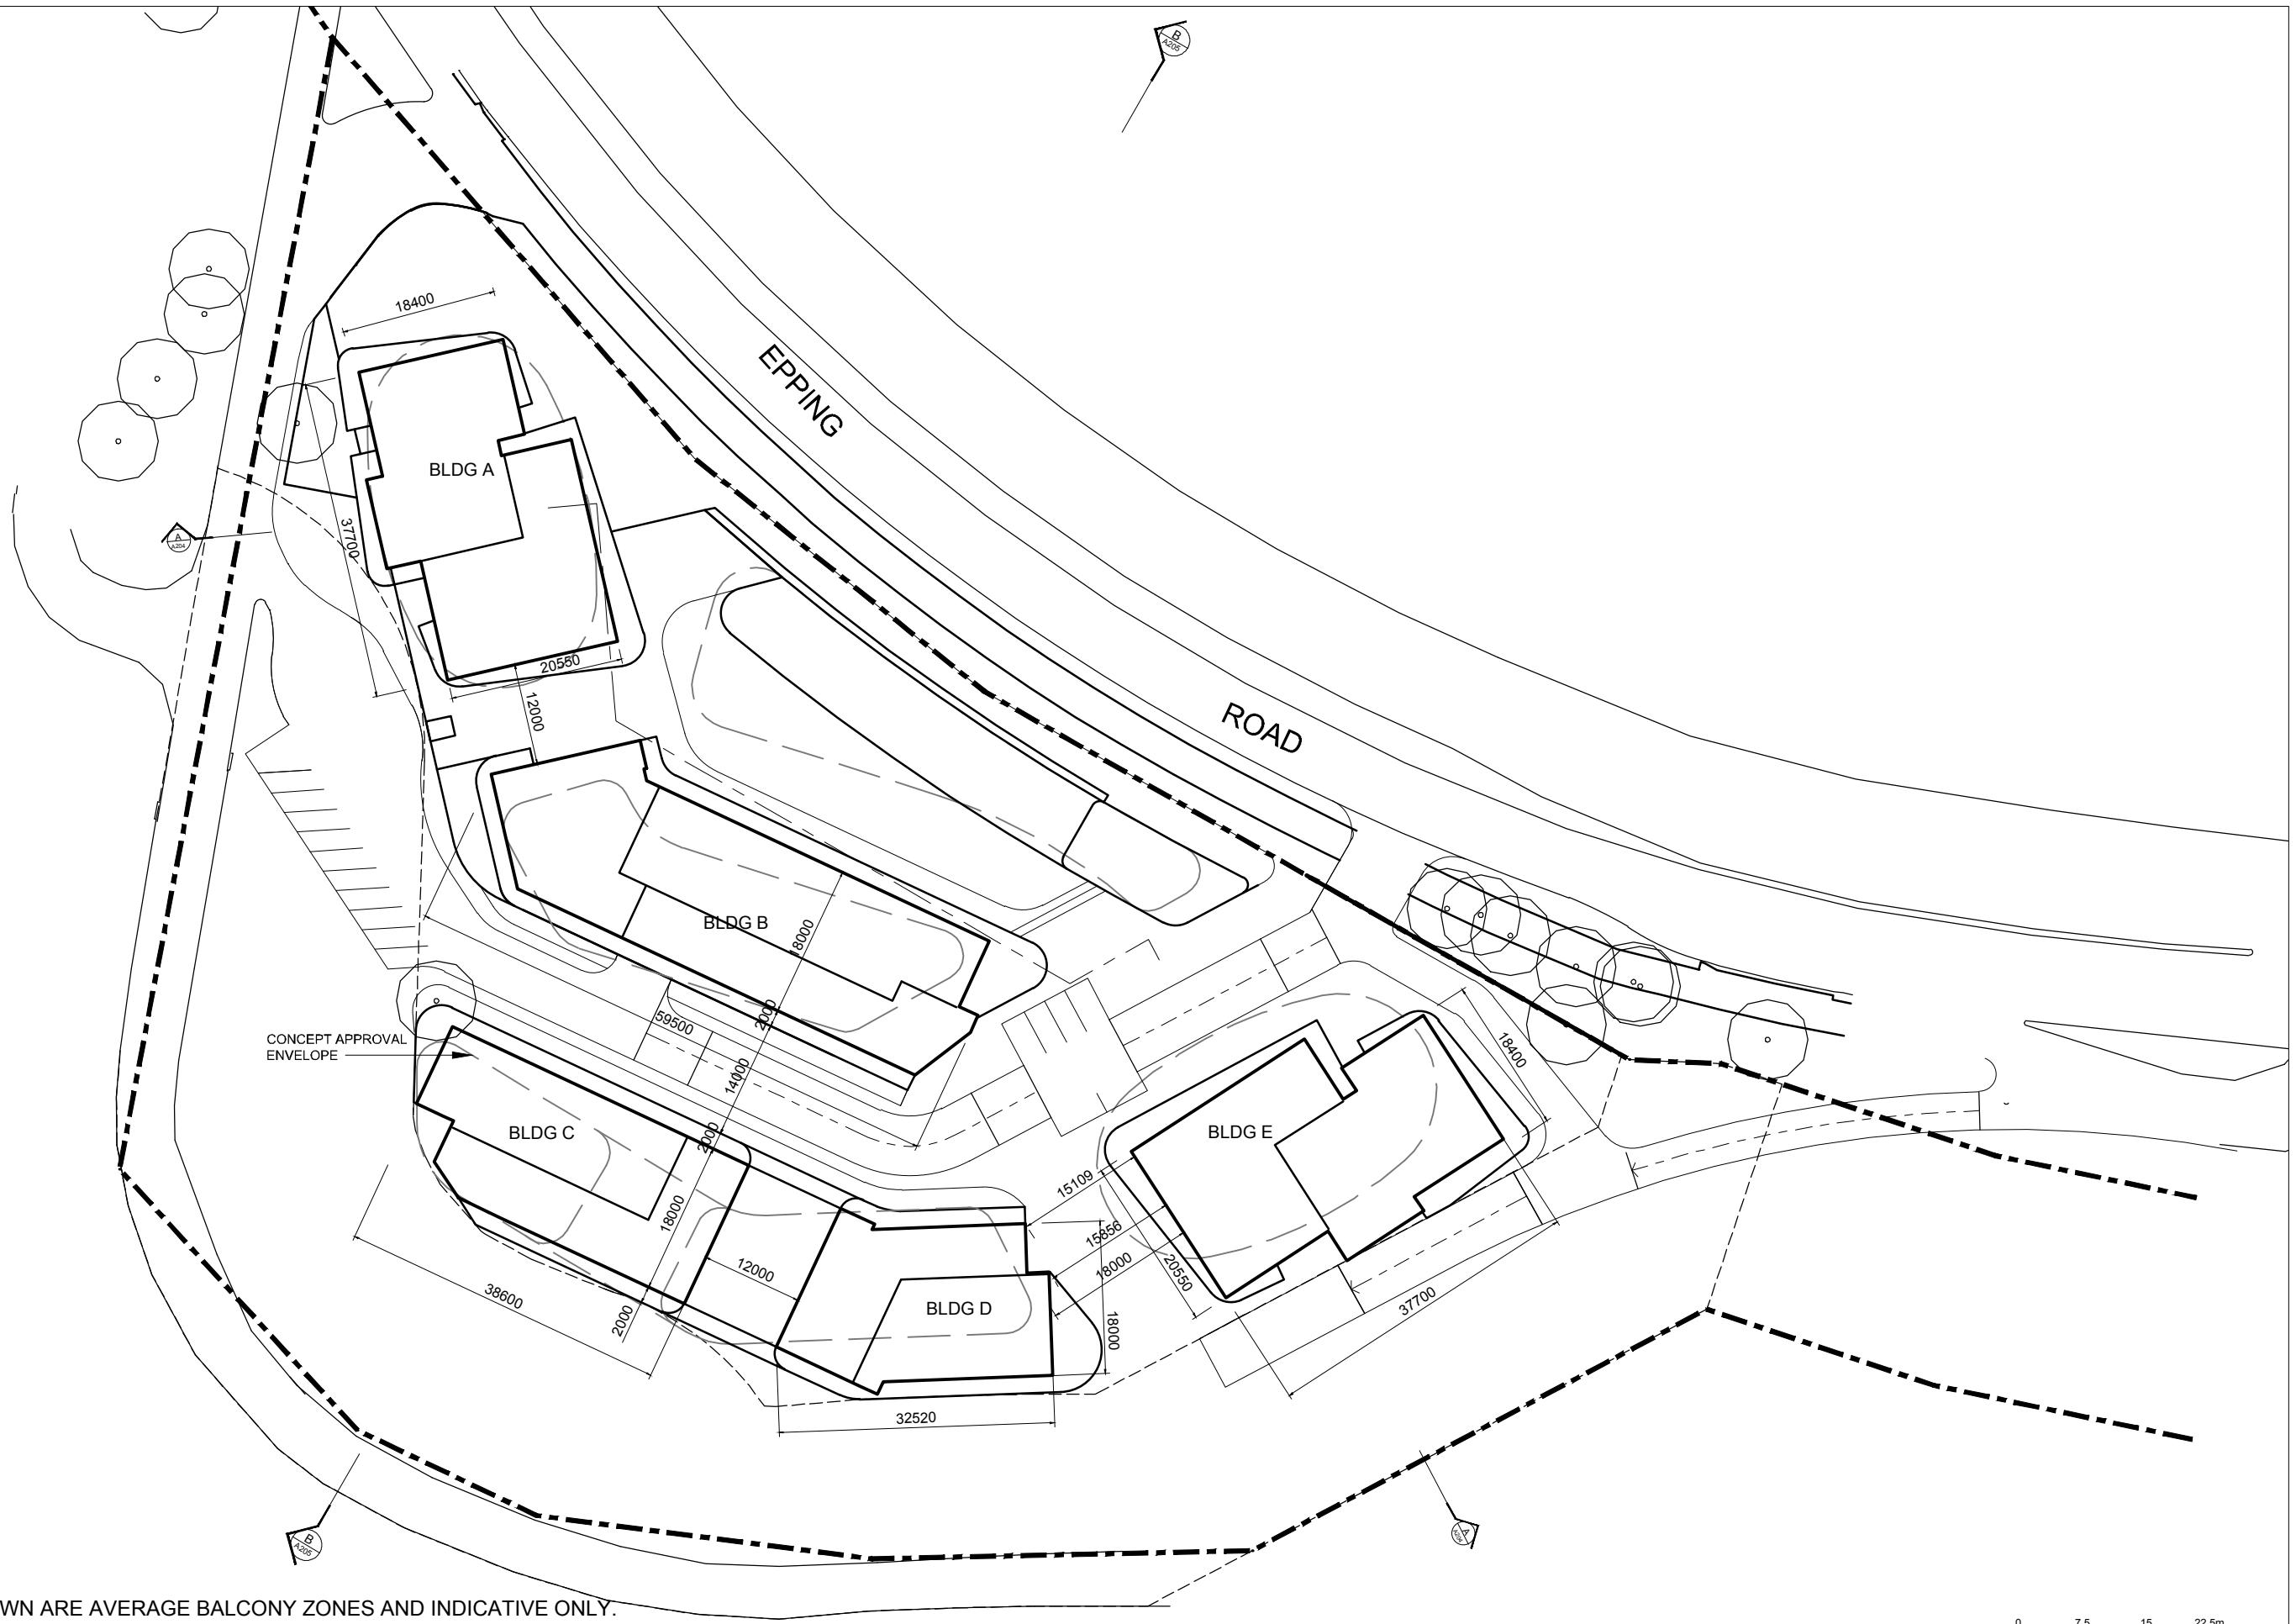 B
A205
18400
EPPING
BLDG A
37700
A
A204
20550
12000
ROAD
BLDG B
18000
2000
59500
14000
CONCEPT APPROVAL
ENVELOPE
18400
BLDG C
2000
BLDG E
15109
18000
15856
12000
18000
20550
38600
2000
BLDG D
18000
37700
32520
B
A205
A
WN ARE AVERAGE BALCONY ZONES AND INDICATIVE ONLY.
0 7.5 15 22.5m